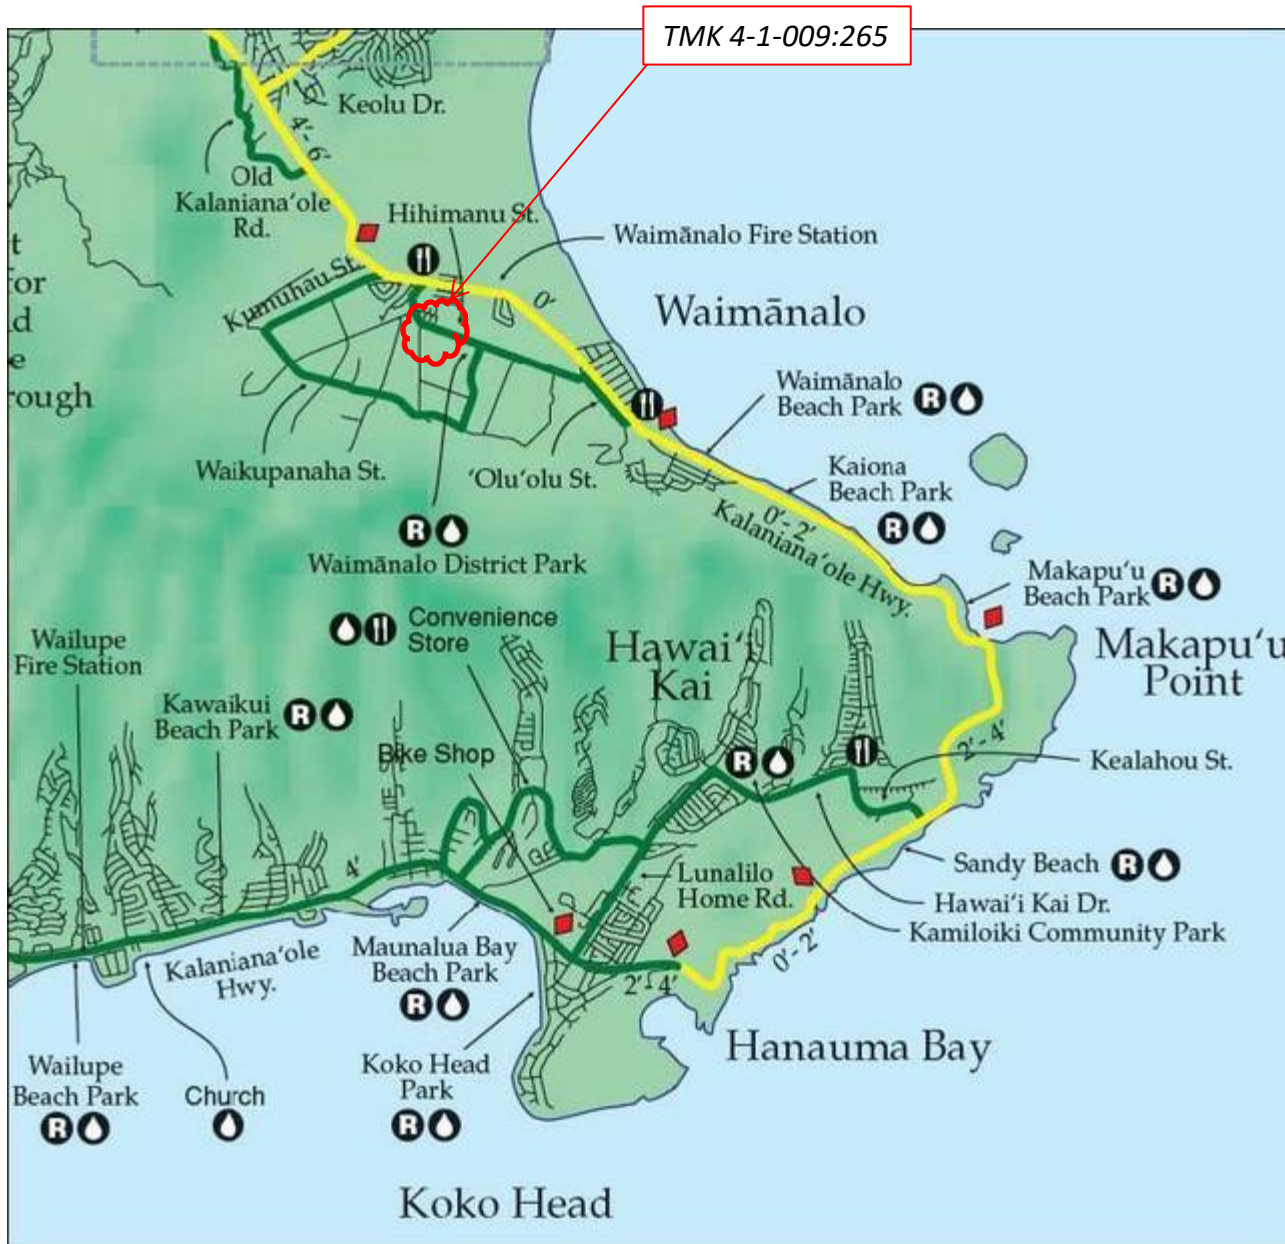 TMK 4-1-009:265
Keolu Dr.
4'- 6'
Old
Kalaniana‘ole
Rd.
Hihimanu St.
Waimānalo Fire Station
t
for
d
e
rough
Kumuhau St.
0'
Waimānalo
Waimānalo
Beach Park R
Waikupanaha St.
‘Olu‘olu St.
Kaiona
Beach Park
R
0'- 2'
Kalaniana‘ole Hwy.
R
Waimānalo District Park
Makapu‘u
Beach Park R
Convenience
Store
Hawai‘i
Kai
Makapu‘u
Point
Wailupe
Fire Station
Kawaikui
Beach Park R
Bike Shop
R
2'- 4'
Kealahou St.
4'
Lunalilo
Home Rd.
Sandy Beach R
Hawai‘i Kai Dr.
Kamiloiki Community Park
Kalaniana‘ole
Hwy.
Maunalua Bay
Beach Park
R
2'- 4'
0'- 2'
Hanauma Bay
Wailupe
Beach Park
R
Church
Koko Head
Park
R
Koko Head